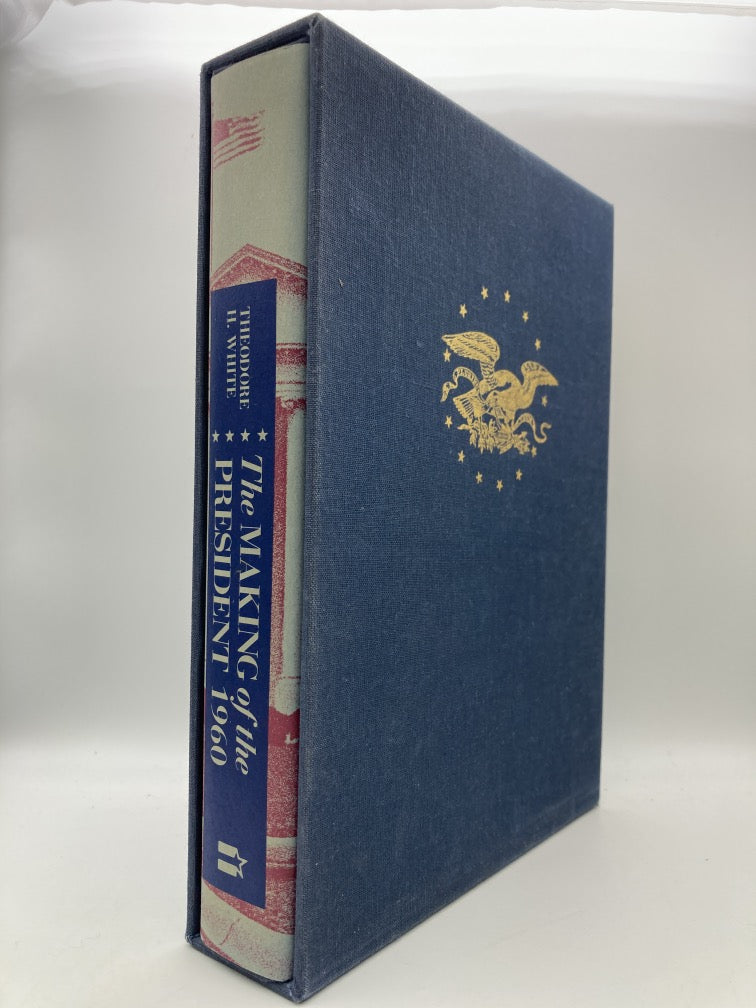 THEODORE
H. WHITE
The MAKING of the
PRESIDENT 1960